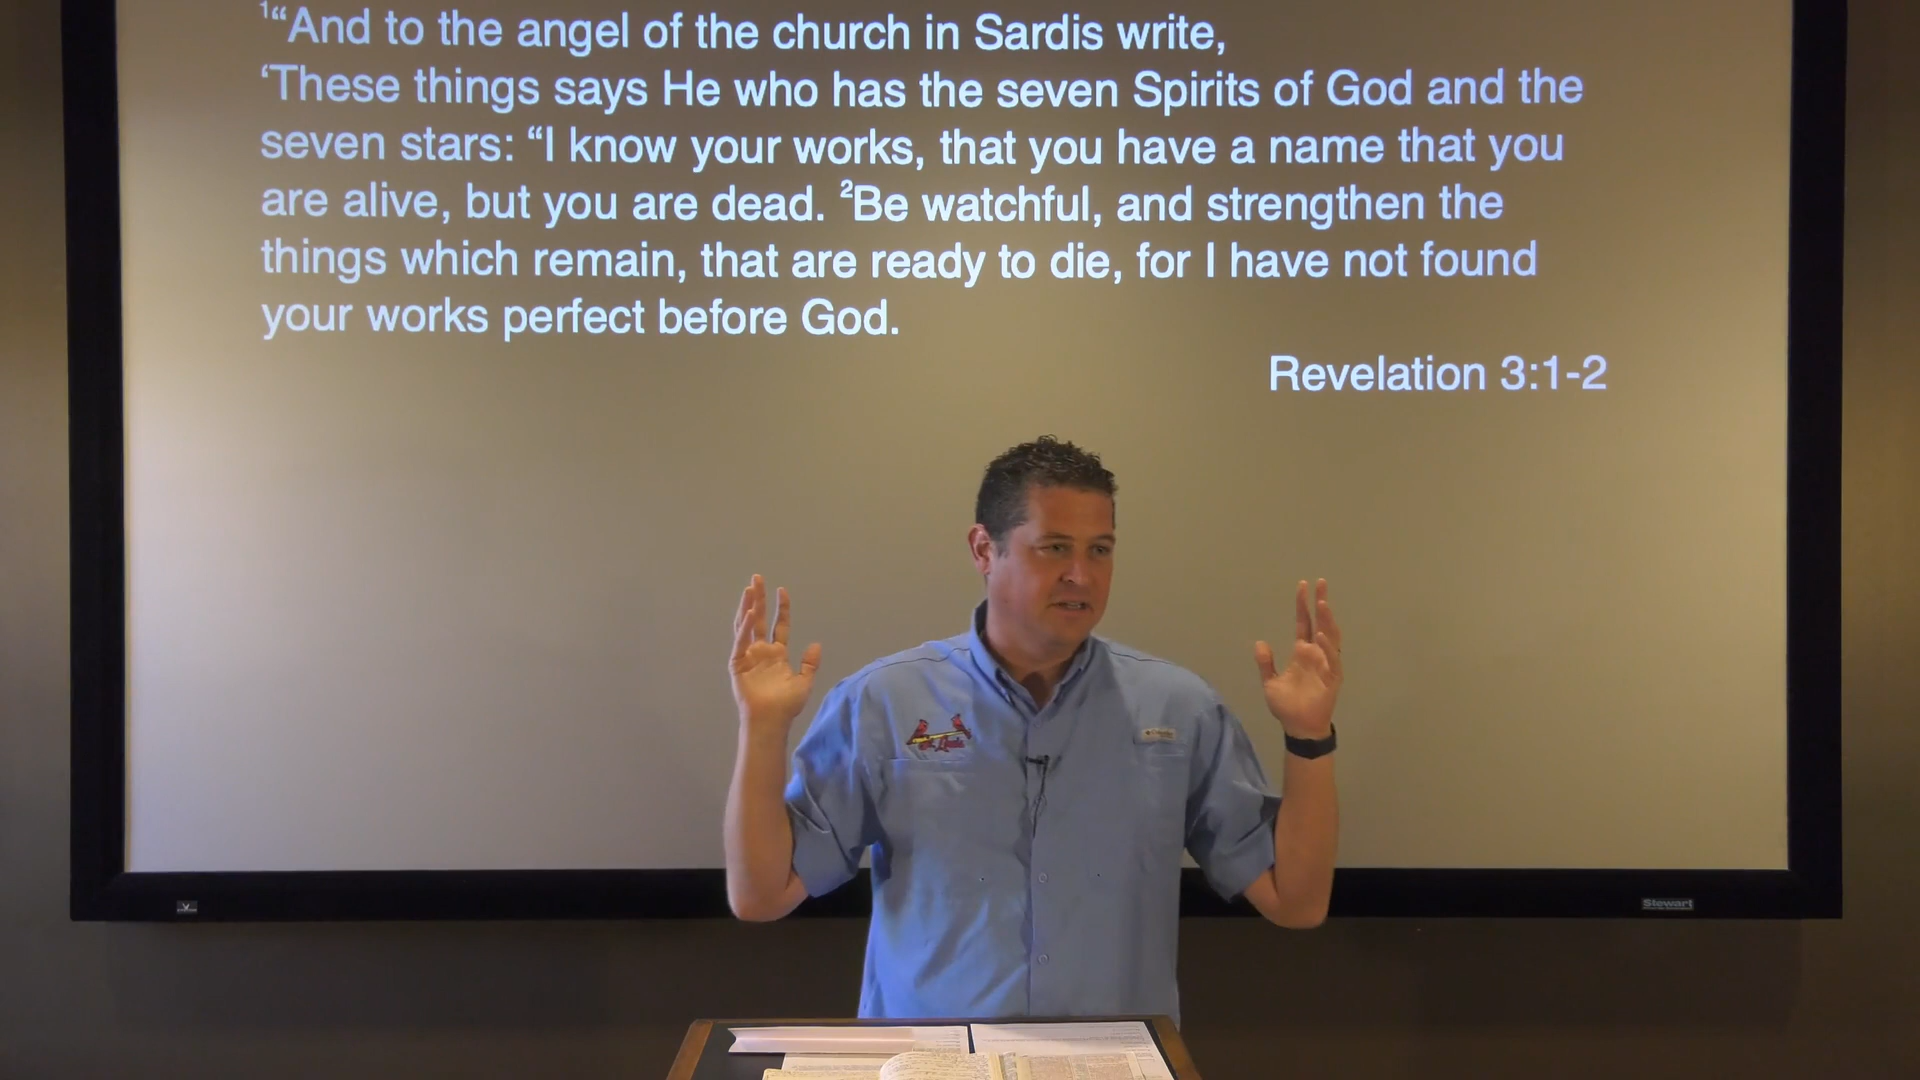 ¹“And to the angel of the church in Sardis write,
‘These things says He who has the seven Spirits of God and the
seven stars: “I know your works, that you have a name that you
are alive, but you are dead. ²Be watchful, and strengthen the
things which remain, that are ready to die, for I have not found
your works perfect before God.
Revelation 3:1-2
Stewart